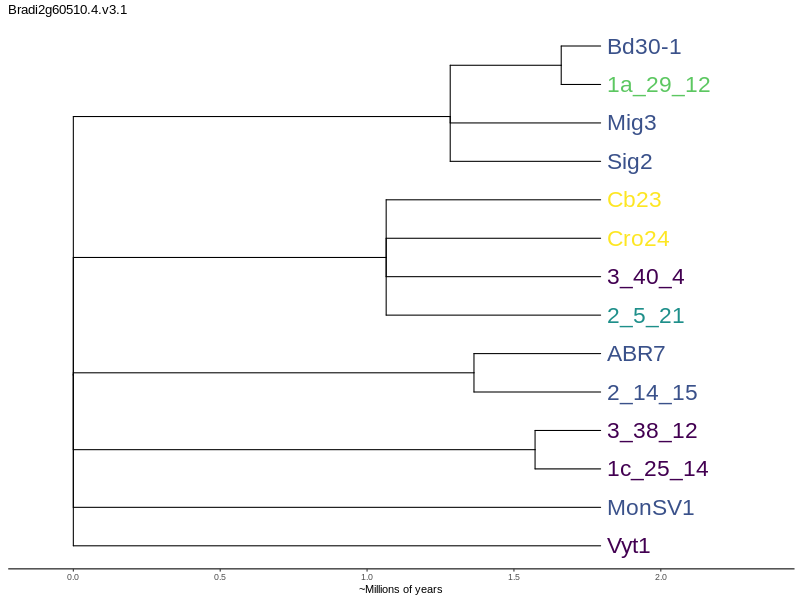 Bradi2g60510.4.v3.1
Bd30-1
1a_29_12
Mig3
Sig2
Cb23
Cro24
3_40_4
2_5_21
ABR7
2_14_15
3_38_12
1c_25_14
MonSV1
Vyt1
0.0 0.5 1.0 1.5 2.0
~Millions of years